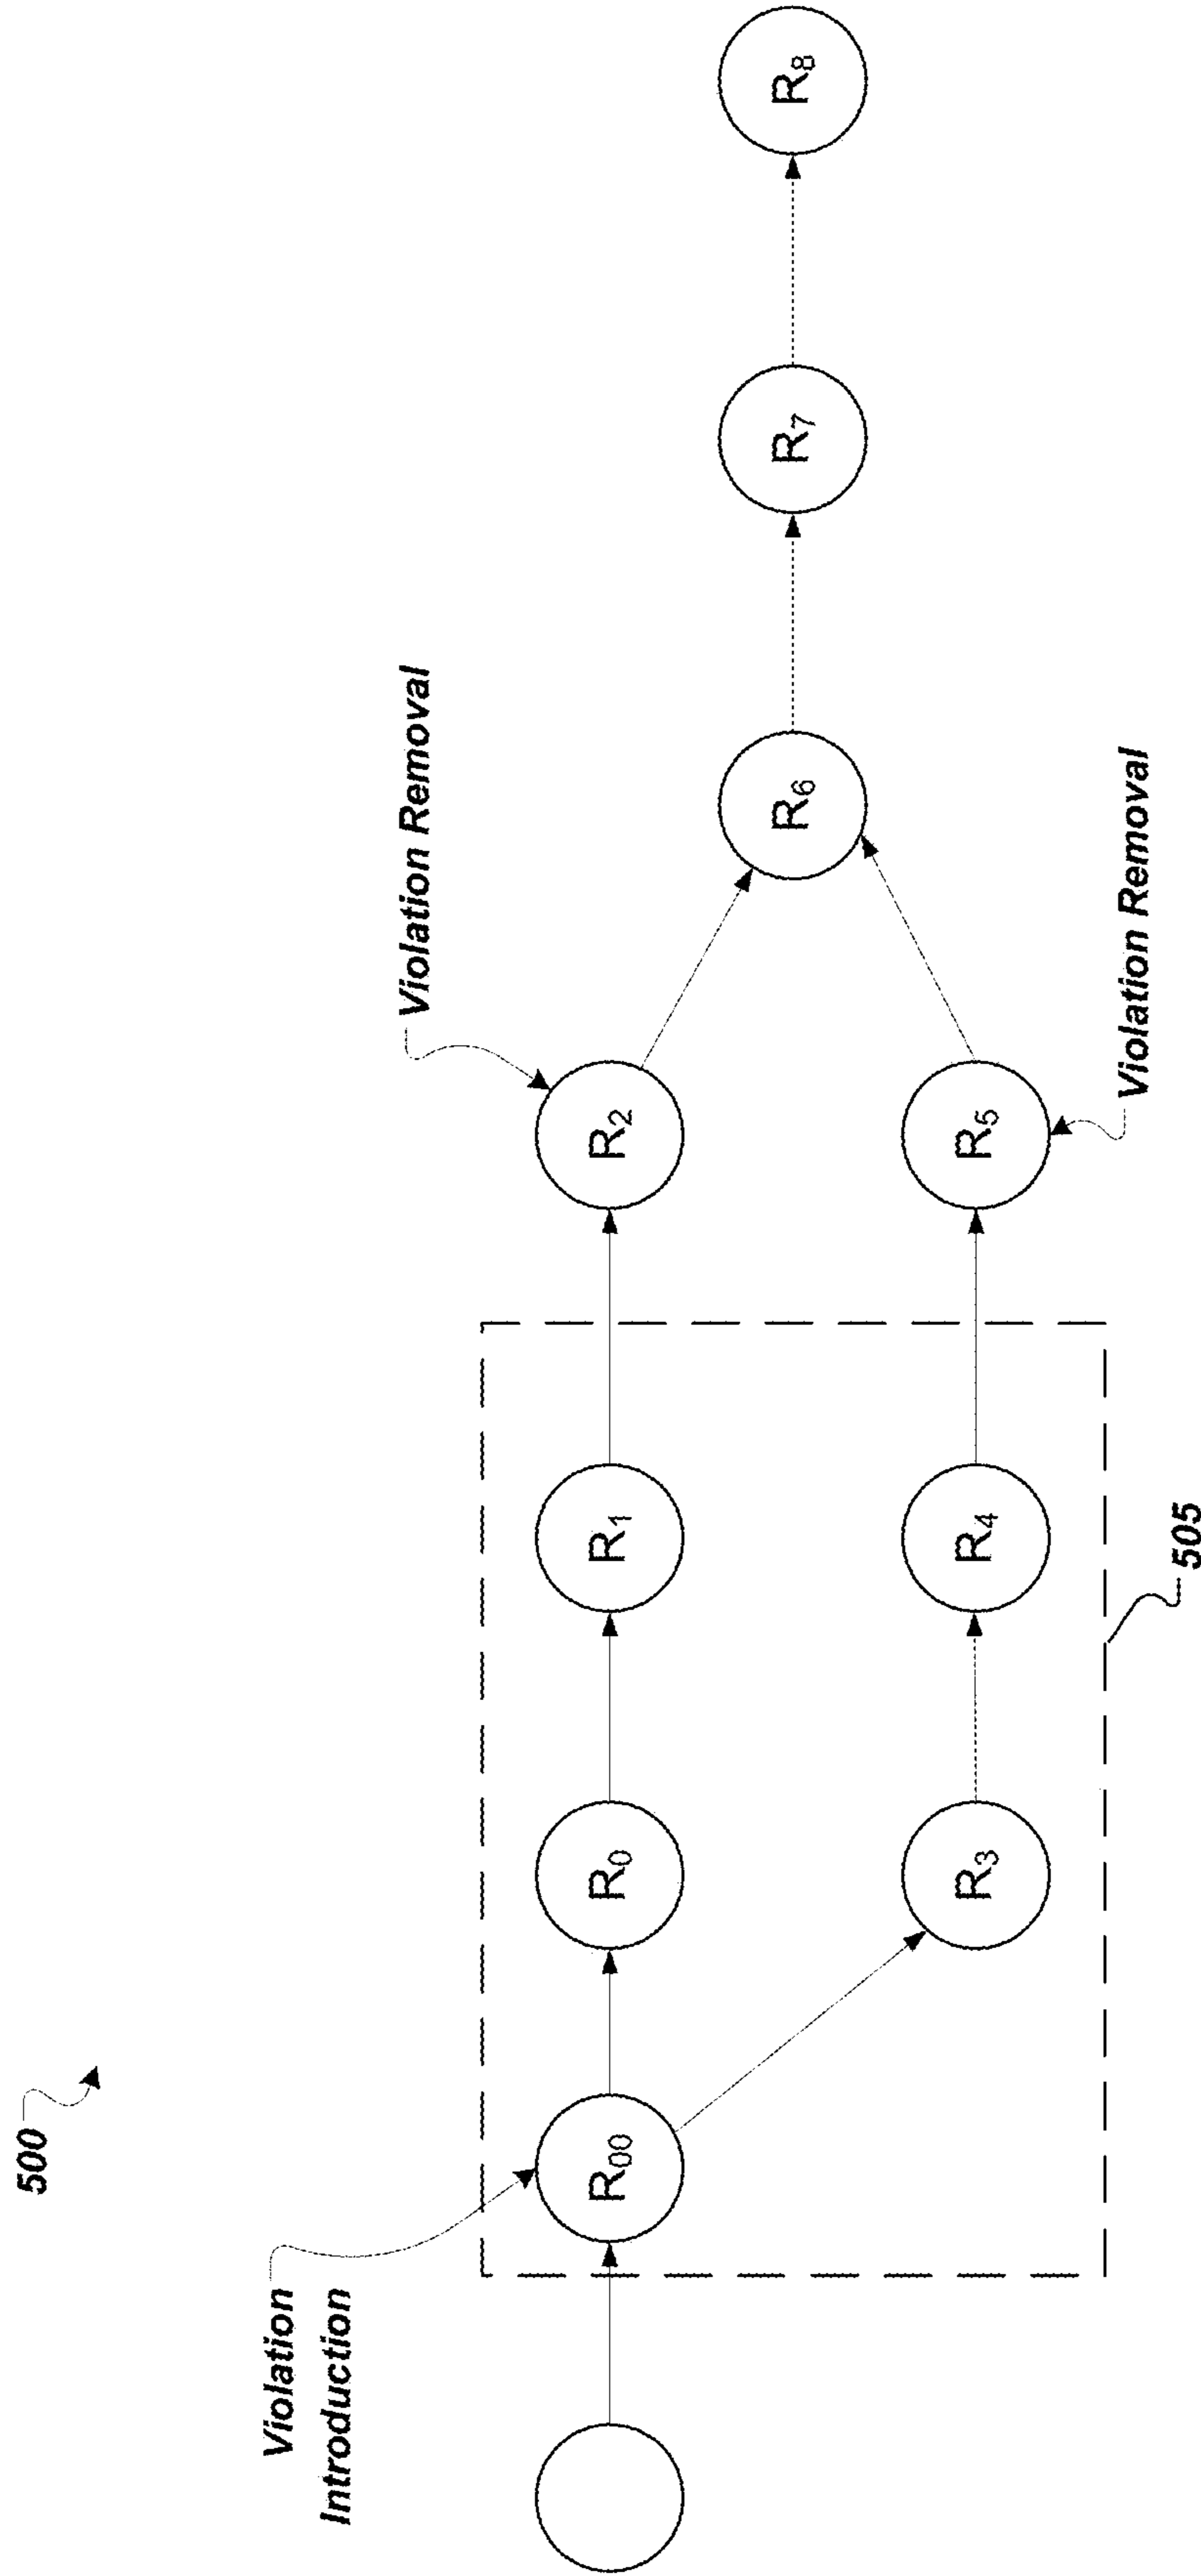 500
Violation
Introduction
Violation Removal
R00
R0
R1
R2
R6
R7
R8
R3
R4
R5
Violation Removal
505